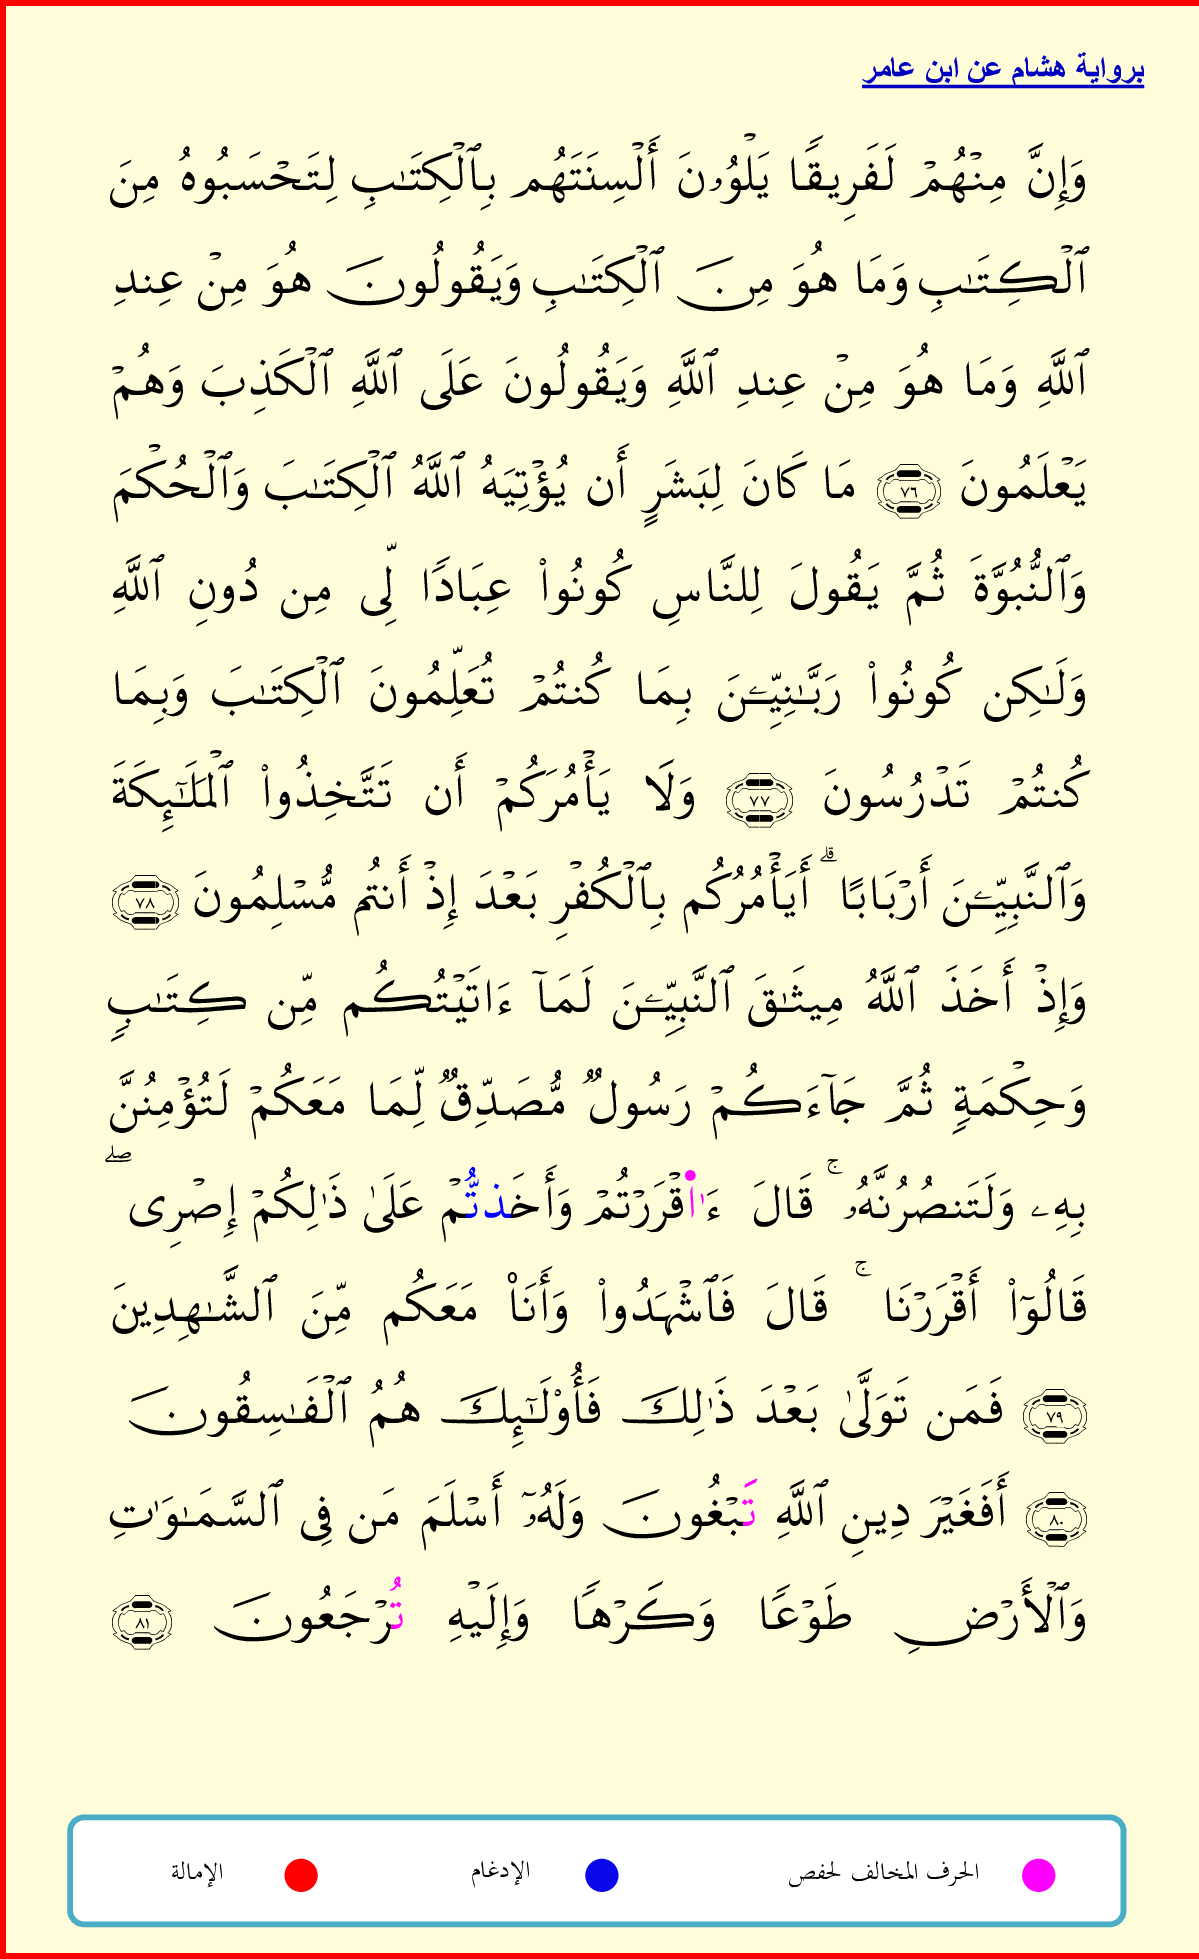 برواية هشام عن ابن عامر
وَإِنَّ مِنْهُمْ لَفَرِيقًا يَلْوُۥنَ أَلْسِنَتَهُم بِٱلْكِتَٰبِ لِتَحْسَبُوهُ مِنَ
ٱلْكِتَٰبِ وَمَا هُوَ مِنَ ٱلْكِتَٰبِ وَيَقُولُونَ هُوَ مِنْ عِندِ
ٱللَّهِ وَمَا هُوَ مِنْ عِندِ ٱللَّهِ وَيَقُولُونَ عَلَى ٱللَّهِ ٱلْكَذِبَ وَهُمْ
يَعْلَمُونَ ٧٦ مَا كَانَ لِبَشَرٍ أَن يُؤْتِيَهُ ٱللَّهُ ٱلْكِتَٰبَ وَٱلْحُكْمَ
وَٱلنُّبُوَّةَ ثُمَّ يَقُولَ لِلنَّاسِ كُونُوا۟ عِبَادًا لِّى مِن دُونِ ٱللَّهِ
وَلَٰكِن كُونُوا۟ رَبَّٰنِيِّۦنَ بِمَا كُنتُمْ تُعَلِّمُونَ ٱلْكِتَٰبَ وَبِمَا
كُنتُمْ تَدْرُسُونَ ٧٧ وَلَا يَأْمُرَكُمْ أَن تَتَّخِذُوا۟ ٱلْمَلَٰٓئِكَةَ
وَٱلنَّبِيِّۦنَ أَرْبَابًا ۗ أَيَأْمُرُكُم بِٱلْكُفْرِ بَعْدَ إِذْ أَنتُم مُّسْلِمُونَ ٧٨
وَإِذْ أَخَذَ ٱللَّهُ مِيثَٰقَ ٱلنَّبِيِّۦنَ لَمَآ ءَاتَيْتُكُم مِّن كِتَٰبٍ
وَحِكْمَةٍ ثُمَّ جَآءَكُمْ رَسُولٌ مُّصَدِّقٌ لِّمَا مَعَكُمْ لَتُؤْمِنُنَّ
بِهِۦ وَلَتَنصُرُنَّهُۥ ۚ قَالَ ءَٰا۬قْرَرْتُمْ وَأَخَذتُّمْ عَلَىٰ ذَٰلِكُمْ إِصْرِى ۖ
قَالُوٓا۟ أَقْرَرْنَا ۚ قَالَ فَٱشْهَدُوا۟ وَأَنَا۠ مَعَكُم مِّنَ ٱلشَّٰهِدِينَ
٧٩ فَمَن تَوَلَّىٰ بَعْدَ ذَٰلِكَ فَأُو۟لَٰٓئِكَ هُمُ ٱلْفَٰسِقُونَ
٨٠ أَفَغَيْرَ دِينِ ٱللَّهِ تَبْغُونَ وَلَهُۥٓ أَسْلَمَ مَن فِى ٱلسَّمَٰوَٰتِ
وَٱلْأَرْضِ طَوْعًا وَكَرْهًا وَإِلَيْهِ تُرْجَعُونَ ٨١
الحرف المخالف لحفص الإدغام الإمالة